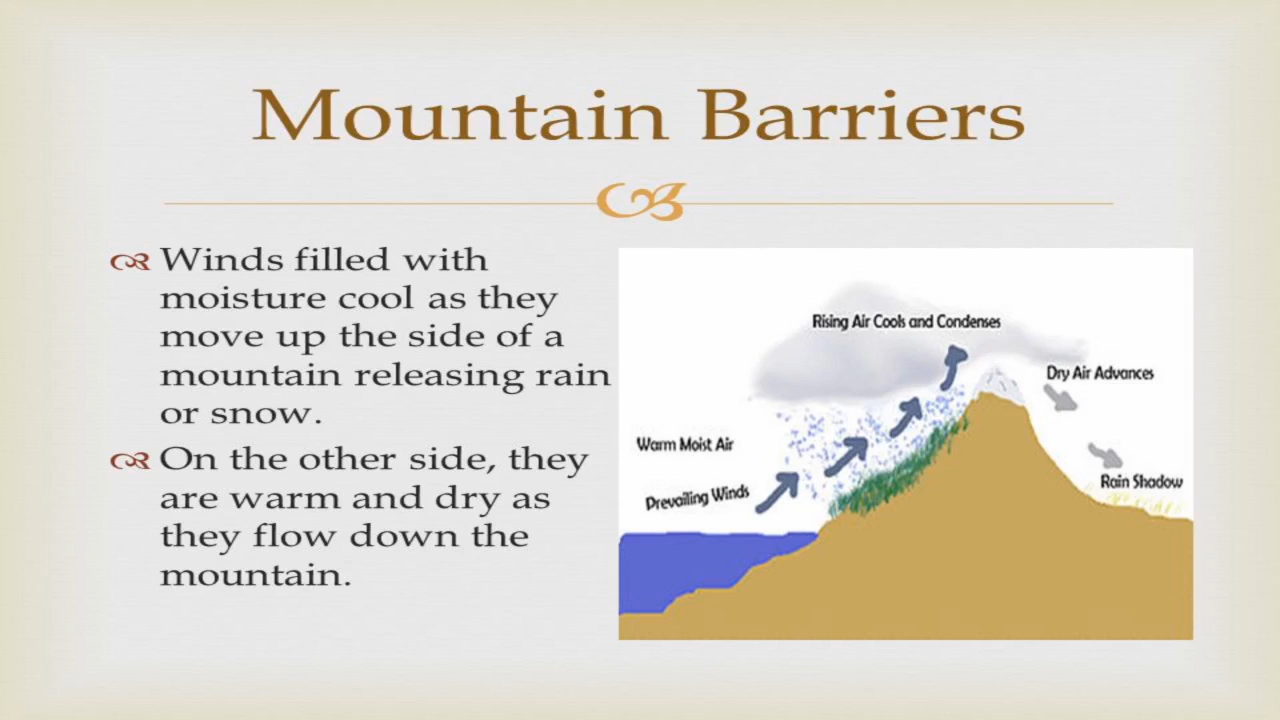 Mountain Barriers
Winds filled with
moisture cool as they
move up the side of a
mountain releasing rain
or snow.
On the other side, they
are warm and dry as
they flow down the
mountain.
Rising Air Cools and Condenses
Dry Air Advances
Warm Moist Air
Prevailing Winds
Rain Shadow